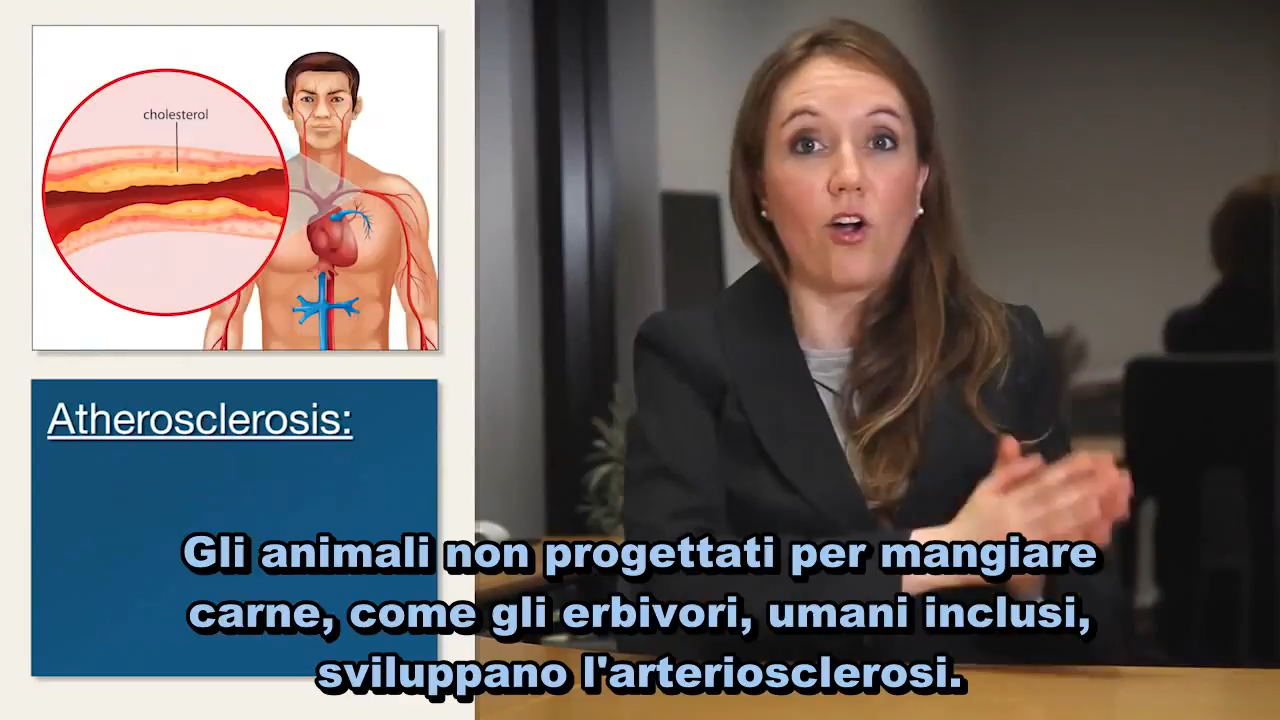 cholesterol
Atherosclerosis:
Gli animali non progettati per mangiare
carne, come gli erbivori, umani inclusi,
sviluppano l'arteriosclerosi.